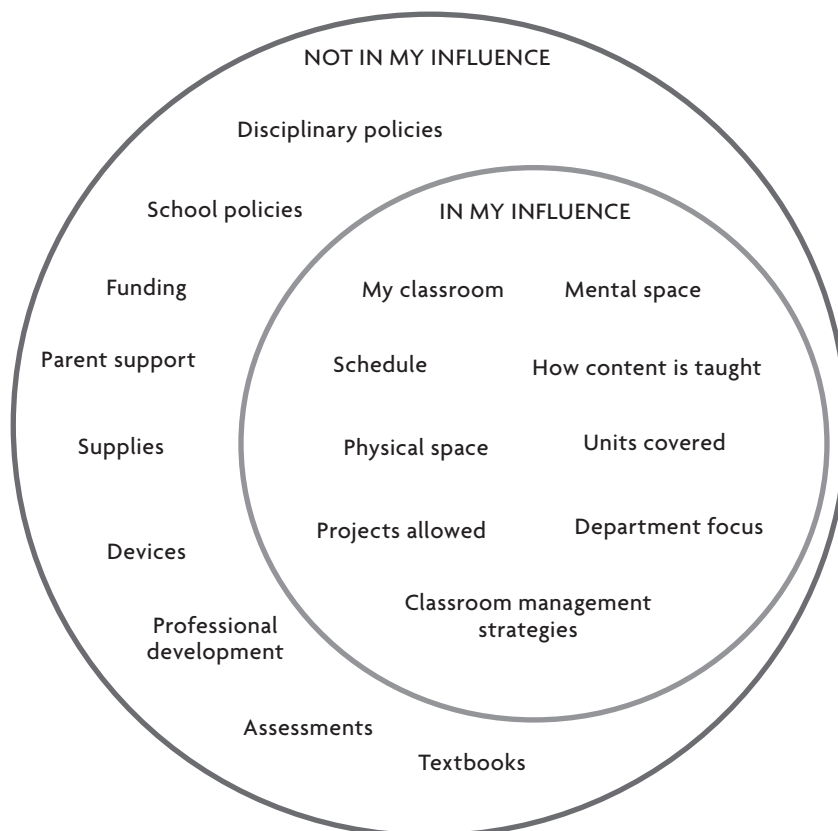 NOT IN MY INFLUENCE
Disciplinary policies
School policies
Funding
Parent support
Supplies
Devices
Professional
development
Assessments
Textbooks
IN MY INFLUENCE
My classroom
Mental space
Schedule
How content is taught
Physical space
Units covered
Projects allowed
Department focus
Classroom management
strategies